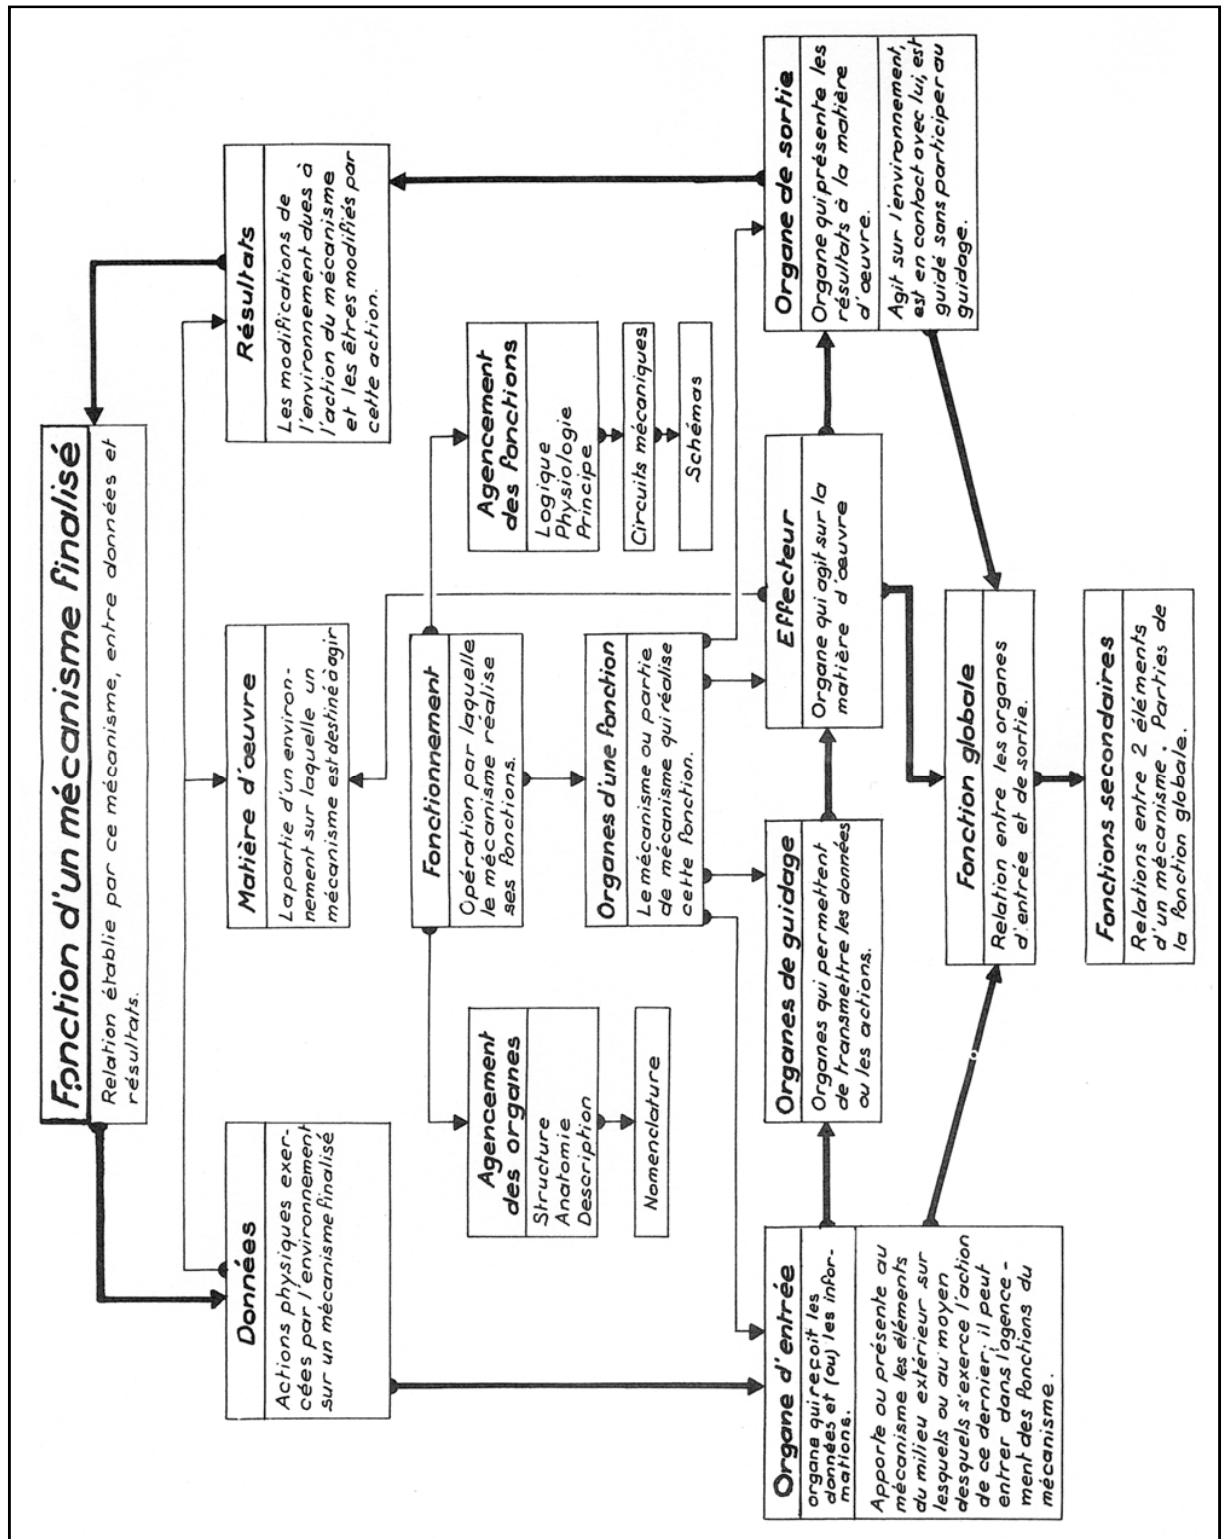 Fonction d'un mécanisme finalisé
Relation établie par ce mécanisme, entre données et
résultats.
Données
Actions physiques exer-
cées par l'environnement
sur un mécanisme finalisé
Matière d'œuvre
La partie d'un environ-
nement sur laquelle un
mécanisme est destiné à agir
Résultats
Les modifications de
l'environnement dues à
l'action du mécanisme
et les êtres modifiés par
cette action.
Fonctionnement
Opération par laquelle
le mécanisme réalise
ses fonctions.
Agencement
des organes
Structure
Anatomie
Description
Nomenclature
Agencement
des fonctions
Logique
Physiologie
Principe
Circuits mécaniques
Schémas
Organes d'une fonction
Le mécanisme ou partie
de mécanisme qui réalise
cette fonction.
Organe d'entrée
organe qui reçoit les
données et (ou) les infor-
mations.
Apporte ou présente au
mécanisme les éléments
du milieu extérieur sur
lesquels ou au moyen
desquels s'exerce l'action
de ce dernier; il peut
entrer dans l'agence-
ment des fonctions du
mécanisme.
Organes de guidage
Organes qui permettent
de transmettre les données
ou les actions.
Effecteur
Organe qui agit sur la
matière d'œuvre
Organe de sortie
Organe qui présente les
résultats à la matière
d'œuvre.
Agit sur l'environnement,
est en contact avec lui, est
guidé sans participer au
guidage.
Fonction globale
Relation entre les organes
d'entrée et de sortie.
Fonctions secondaires
Relations entre 2 éléments
d'un mécanisme. Parties de
la fonction globale.